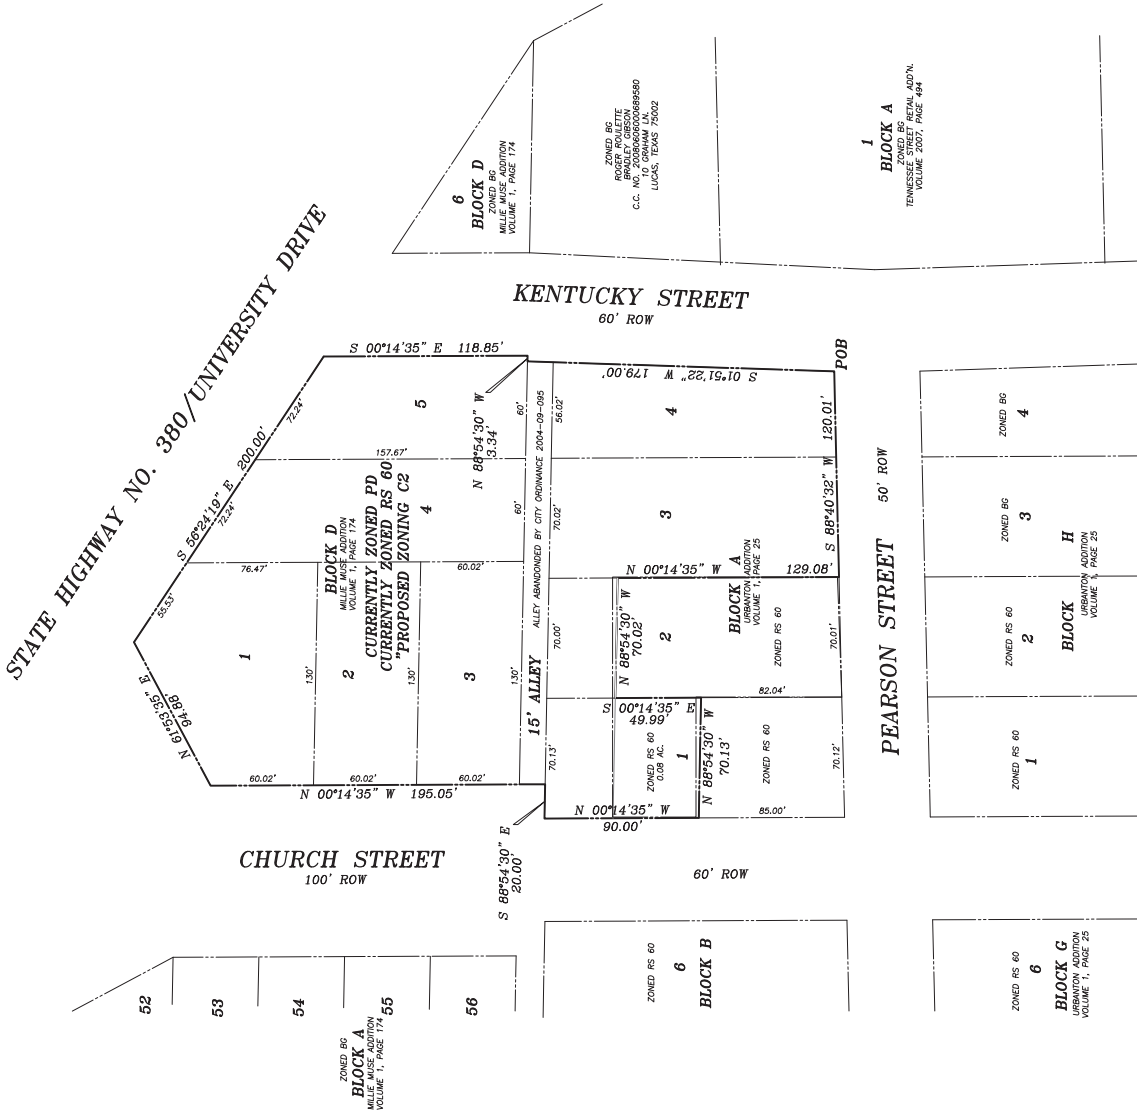 6
BLOCK D
ZONED BG
MILLIE MUSE ADDITION
VOLUME 1, PAGE 174
ZONED BG
ROGER ROULETTE
BRADLEY GIBSON
C.C. NO. 20080606000689580
10 GRAHAM LN.
LUCAS, TEXAS 75002
1
BLOCK A
ZONED BG
TENNESSEE STREET RETAIL ADD'N.
VOLUME 2007, PAGE 494
STATE HIGHWAY NO. 380/UNIVERSITY DRIVE
KENTUCKY STREET
60' ROW
S 00°14'35" E 118.85'
S 01°51'22" W 179.00'
POB
S 56°24'19" E 200.00'
72.24'
72.24'
55.53'
5
60'
157.67'
N 88°54'30" W
3.34'
4
60'
76.47'
60.02'
BLOCK D
MILLIE MUSE ADDITION
VOLUME 1, PAGE 174
CURRENTLY ZONED PD
CURRENTLY ZONED RS 60
"PROPOSED ZONING C2
1
130'
2
130'
3
130'
N 61°53'35" E
94.88'
60.02'
60.02'
60.02'
N 00°14'35" W 195.05'
15' ALLEY
ALLEY ABANDONED BY CITY ORDINANCE 2004-09-095
56.02'
70.02'
70.00'
70.13'
4
3
S 88°40'32" W 120.01'
N 00°14'35" W 129.08'
BLOCK A
URBANTON ADDITION
VOLUME 1, PAGE 25
N 88°54'30" W
70.02'
2
ZONED RS 60
70.01'
82.04'
S 00°14'35" E
49.99'
ZONED RS 60
0.08 AC.
1
N 88°54'30" W
70.13'
ZONED RS 60
70.12'
N 00°14'35" W
90.00'
85.00'
S 88°54'30" E
20.00'
PEARSON STREET
50' ROW
ZONED BG
4
ZONED BG
3
ZONED RS 60
2
BLOCK H
URBANTON ADDITION
VOLUME 1, PAGE 25
ZONED RS 60
1
CHURCH STREET
100' ROW
60' ROW
52
53
54
55
56
ZONED BG
BLOCK A
MILLIE MUSE ADDITION
VOLUME 1, PAGE 174
ZONED RS 60
6
BLOCK B
ZONED RS 60
6
BLOCK G
URBANTON ADDITION
VOLUME 1, PAGE 25